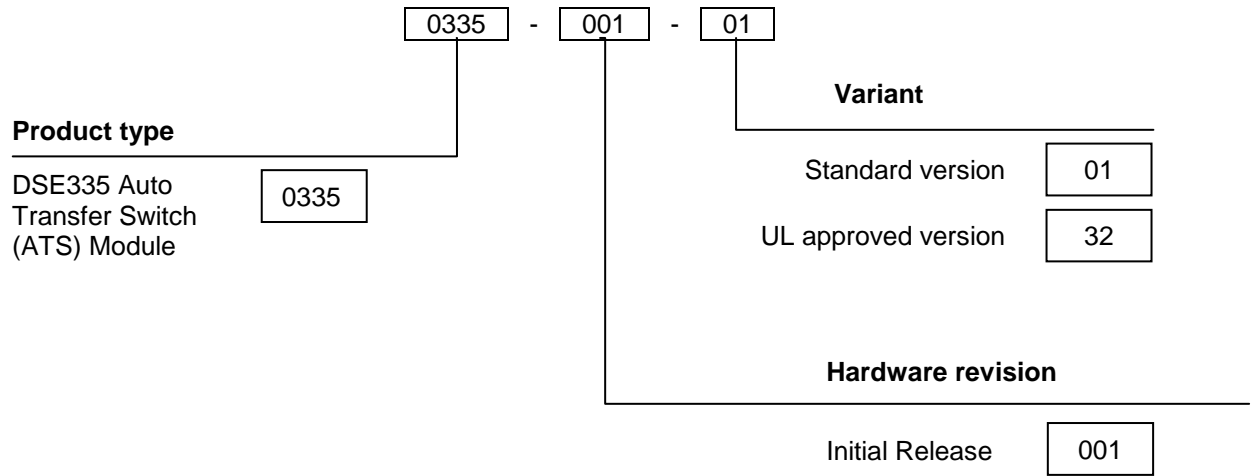 0335 - 001 - 01
Variant
Product type
Standard version 01
DSE335 Auto
Transfer Switch
(ATS) Module
0335
UL approved version 32
Hardware revision
Initial Release 001